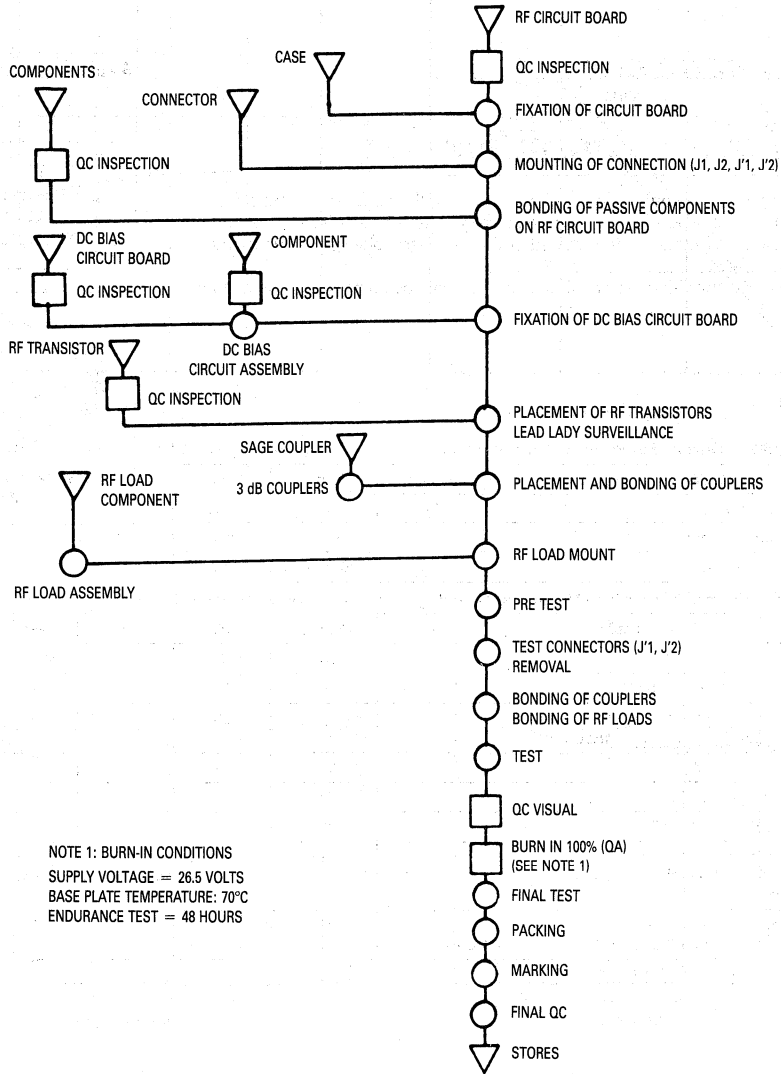 RF CIRCUIT BOARD
QC INSPECTION
CASE
FIXATION OF CIRCUIT BOARD
COMPONENTS
CONNECTOR
QC INSPECTION
MOUNTING OF CONNECTION (J1, J2, J'1, J'2)
BONDING OF PASSIVE COMPONENTS
ON RF CIRCUIT BOARD
DC BIAS
CIRCUIT BOARD
COMPONENT
QC INSPECTION
QC INSPECTION
FIXATION OF DC BIAS CIRCUIT BOARD
DC BIAS
CIRCUIT ASSEMBLY
RF TRANSISTOR
QC INSPECTION
PLACEMENT OF RF TRANSISTORS
LEAD LADY SURVEILLANCE
SAGE COUPLER
3 dB COUPLERS
PLACEMENT AND BONDING OF COUPLERS
RF LOAD
COMPONENT
RF LOAD ASSEMBLY
RF LOAD MOUNT
PRE TEST
TEST CONNECTORS (J'1, J'2)
REMOVAL
BONDING OF COUPLERS
BONDING OF RF LOADS
TEST
QC VISUAL
BURN IN 100% (QA)
(SEE NOTE 1)
FINAL TEST
PACKING
MARKING
FINAL QC
STORES
NOTE 1: BURN-IN CONDITIONS
SUPPLY VOLTAGE = 26.5 VOLTS
BASE PLATE TEMPERATURE: 70°C
ENDURANCE TEST = 48 HOURS